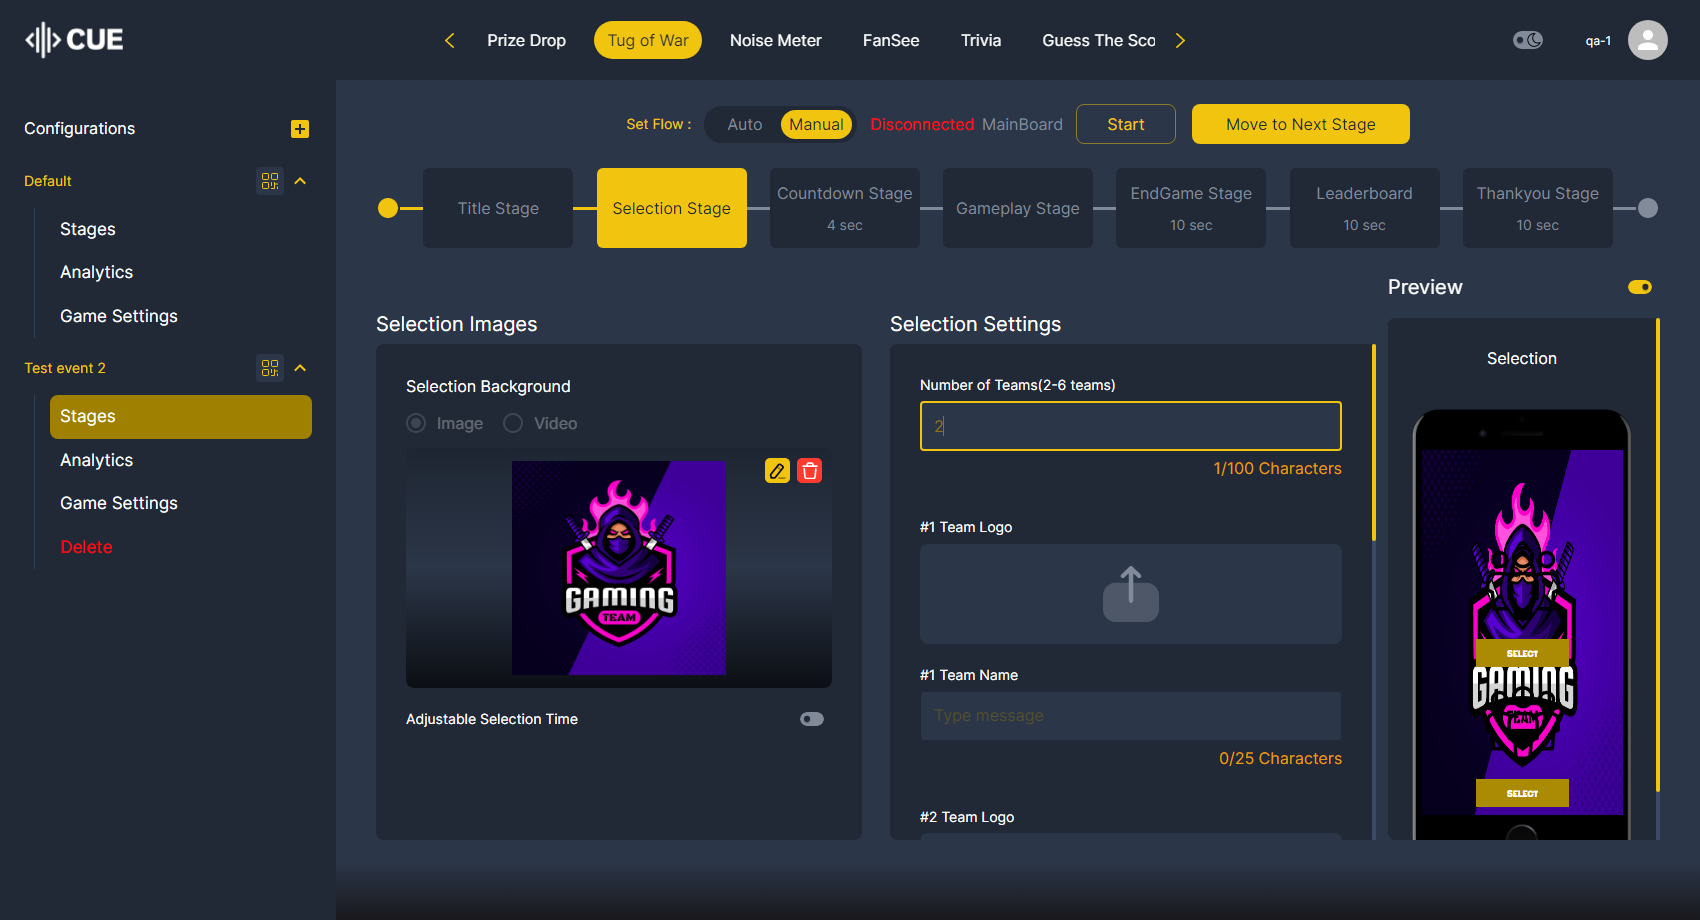 CUE
Prize Drop
Tug of War
Noise Meter
FanSee
Trivia
Guess The Sco
qa-1
Configurations
Default
Stages
Analytics
Game Settings
Test event 2
Stages
Analytics
Game Settings
Delete
Set Flow :
Auto
Manual
Disconnected MainBoard
Start
Move to Next Stage
Title Stage
Selection Stage
Countdown Stage
4 sec
Gameplay Stage
EndGame Stage
10 sec
Leaderboard
10 sec
Thankyou Stage
10 sec
Selection Images
Selection Background
Image
Video
GAMING
TEAM
Adjustable Selection Time
Selection Settings
Number of Teams(2-6 teams)
2
1/100 Characters
#1 Team Logo
#1 Team Name
Type message
0/25 Characters
#2 Team Logo
Preview
Selection
SELECT
GAMING
TEAM
SELECT